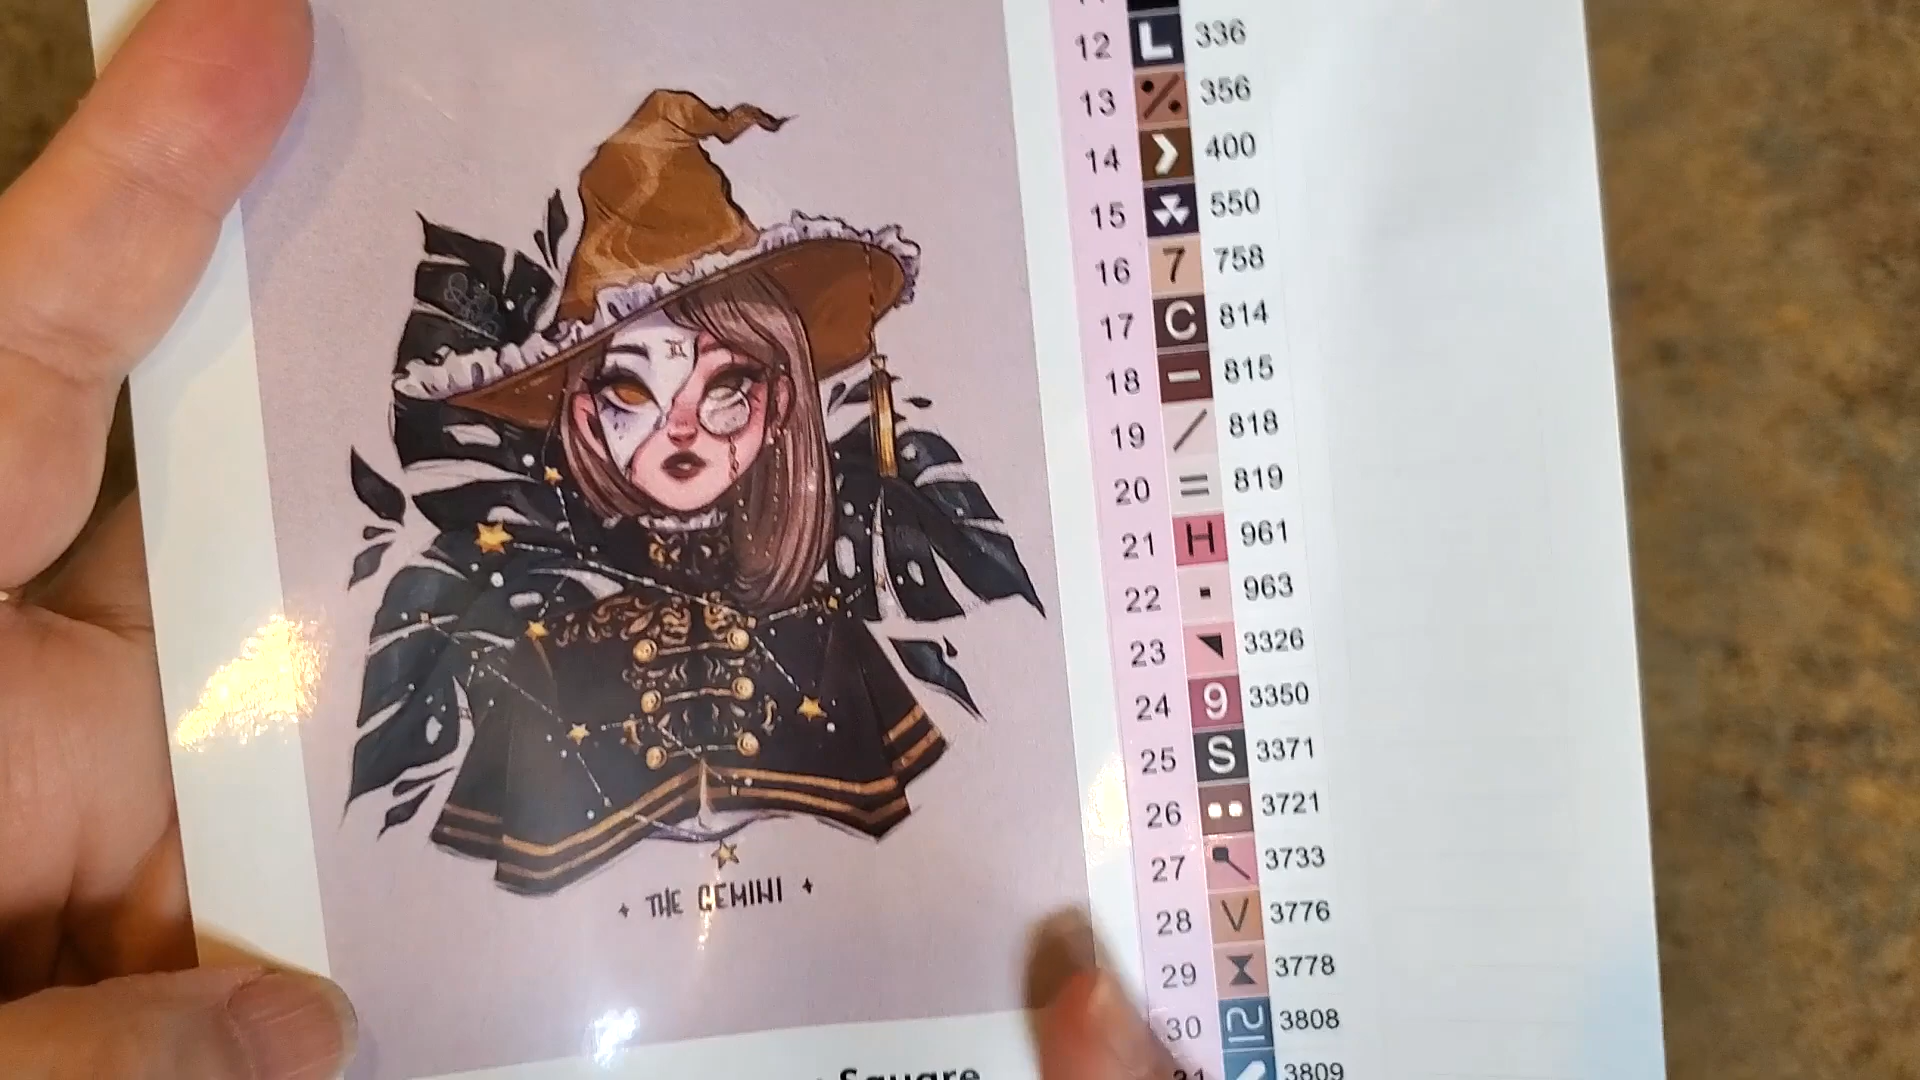 12 L 336
13 356
14 400
15 550
16 7 758
17 C 814
18 815
19 818
20 819
21 H 961
22 963
23 3326
24 9 3350
25 S 3371
26 3721
27 3733
28 V 3776
29 3778
30 3808
31 3809
THE GEMINI
Square